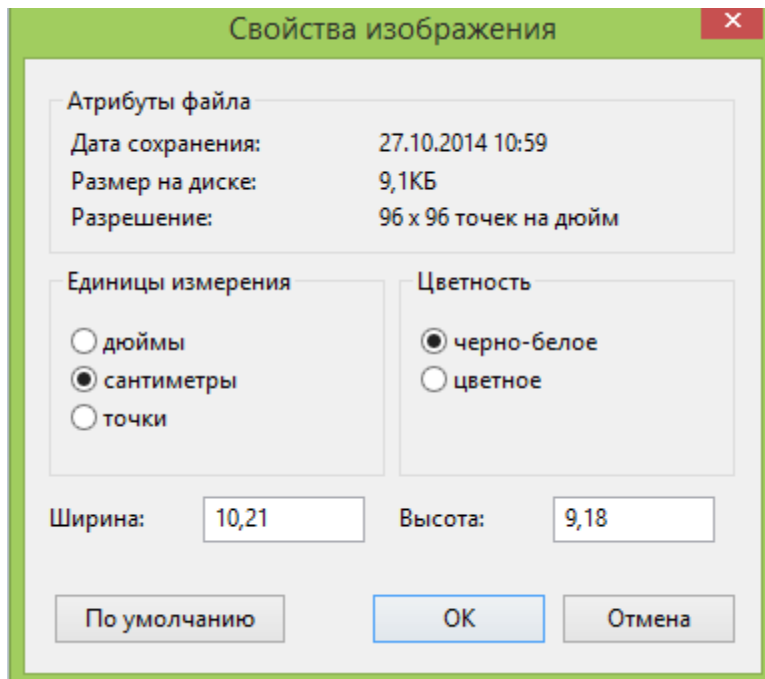 Свойства изображения
Атрибуты файла
Дата сохранения: 27.10.2014 10:59
Размер на диске: 9,1КБ
Разрешение: 96 x 96 точек на дюйм
Единицы измерения
дюймы
сантиметры
точки
Цветность
черно-белое
цветное
Ширина: 10,21 Высота: 9,18
По умолчанию ОК Отмена